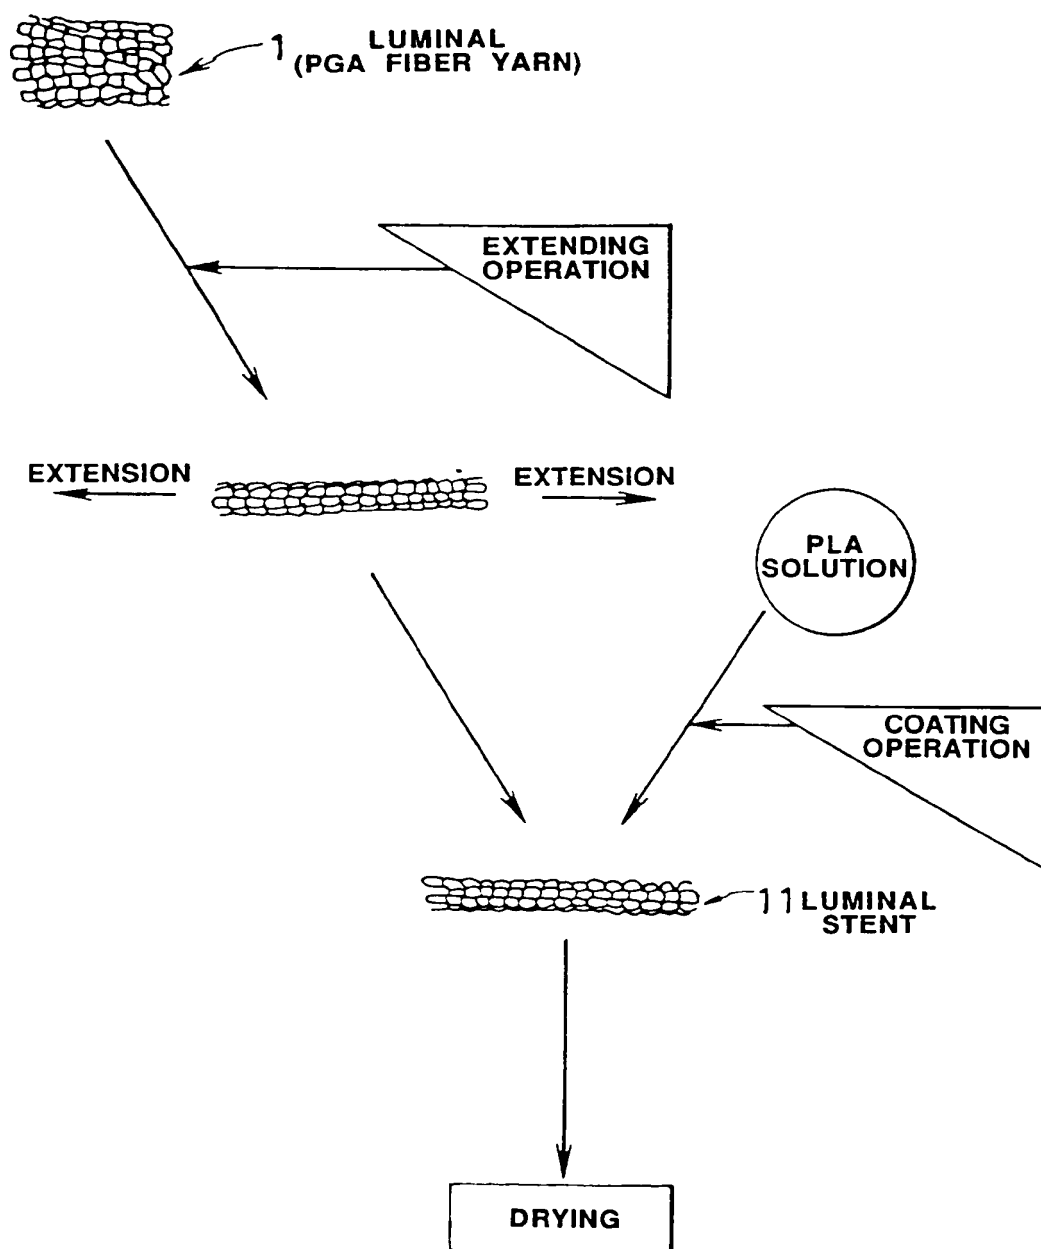 1 LUMINAL
(PGA FIBER YARN)
EXTENDING
OPERATION
EXTENSION
EXTENSION
PLA
SOLUTION
COATING
OPERATION
11 LUMINAL
STENT
DRYING